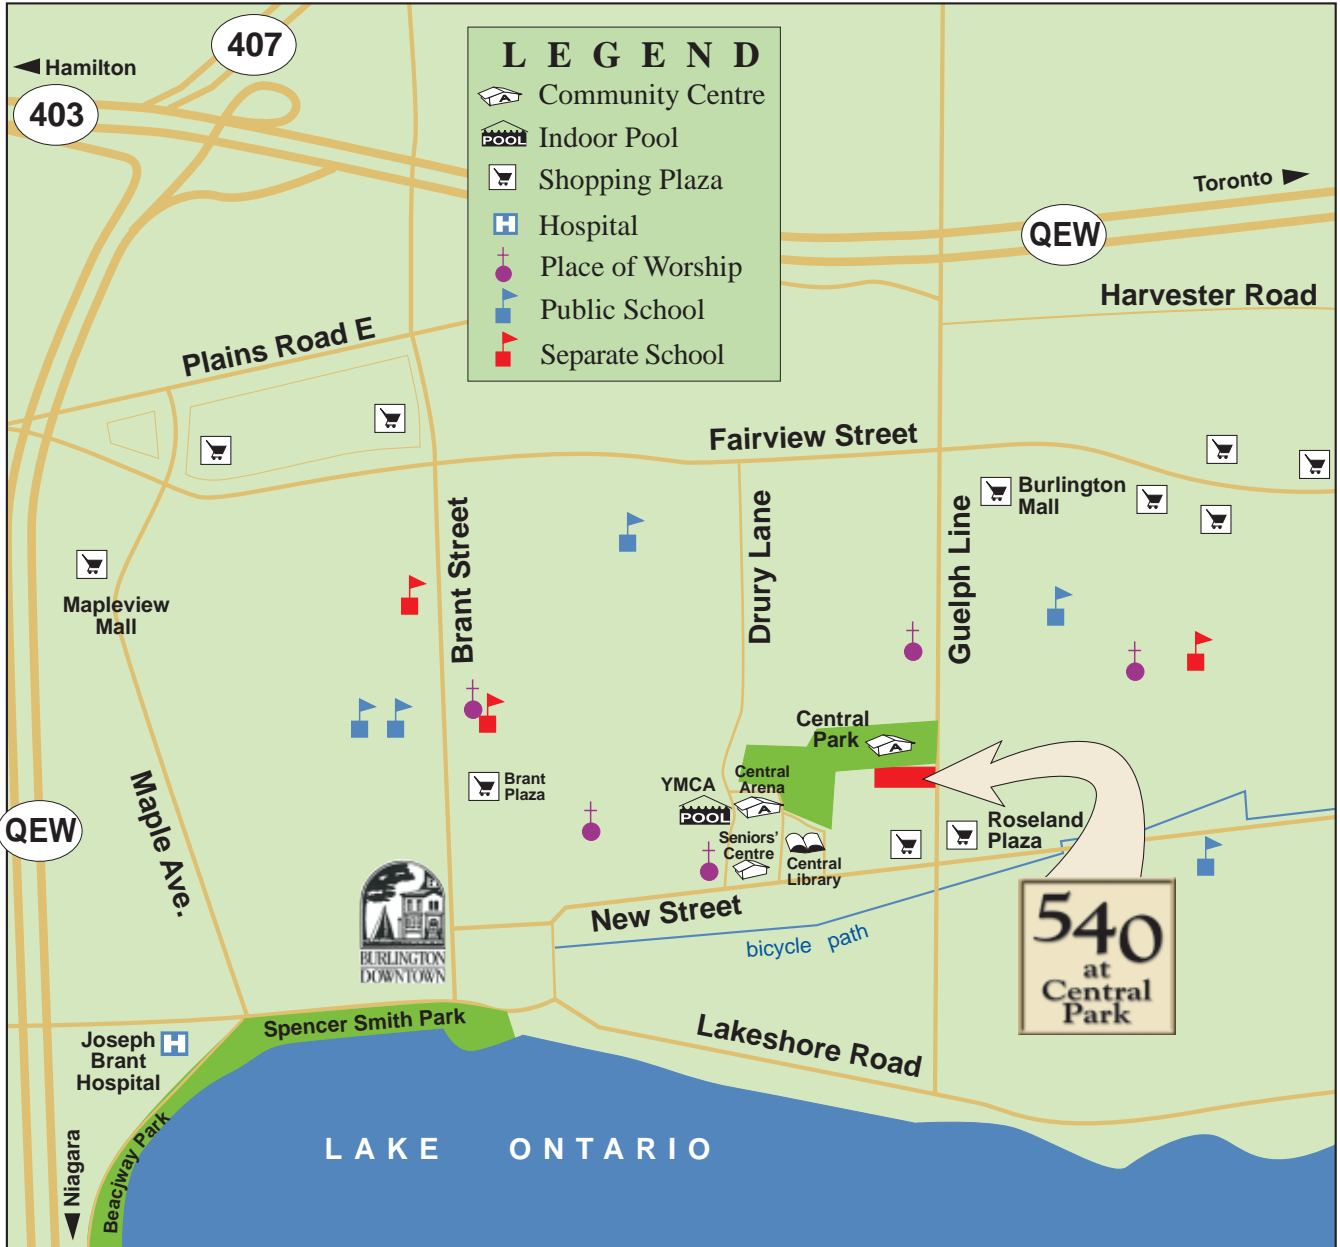 407
Hamilton
403
LEGEND
A
Community Centre
POOL
Indoor Pool
Shopping Plaza
H
Hospital
Place of Worship
Public School
Separate School
Toronto
QEW
Harvester Road
Plains Road E
Fairview Street
Burlington
Mall
Brant Street
Drury Lane
Guelph Line
Mapleview
Mall
Central
Park
A
Maple Ave.
Brant
Plaza
YMCA
POOL
Central
Arena
A
Seniors'
Centre
Central
Library
Roseland
Plaza
QEW
BURLINGTON
DOWNTOWN
New Street
bicycle path
540
at
Central
Park
Spencer Smith Park
Joseph
Brant
Hospital
H
Lakeshore Road
Beacjway Park
Niagara
LAKE ONTARIO